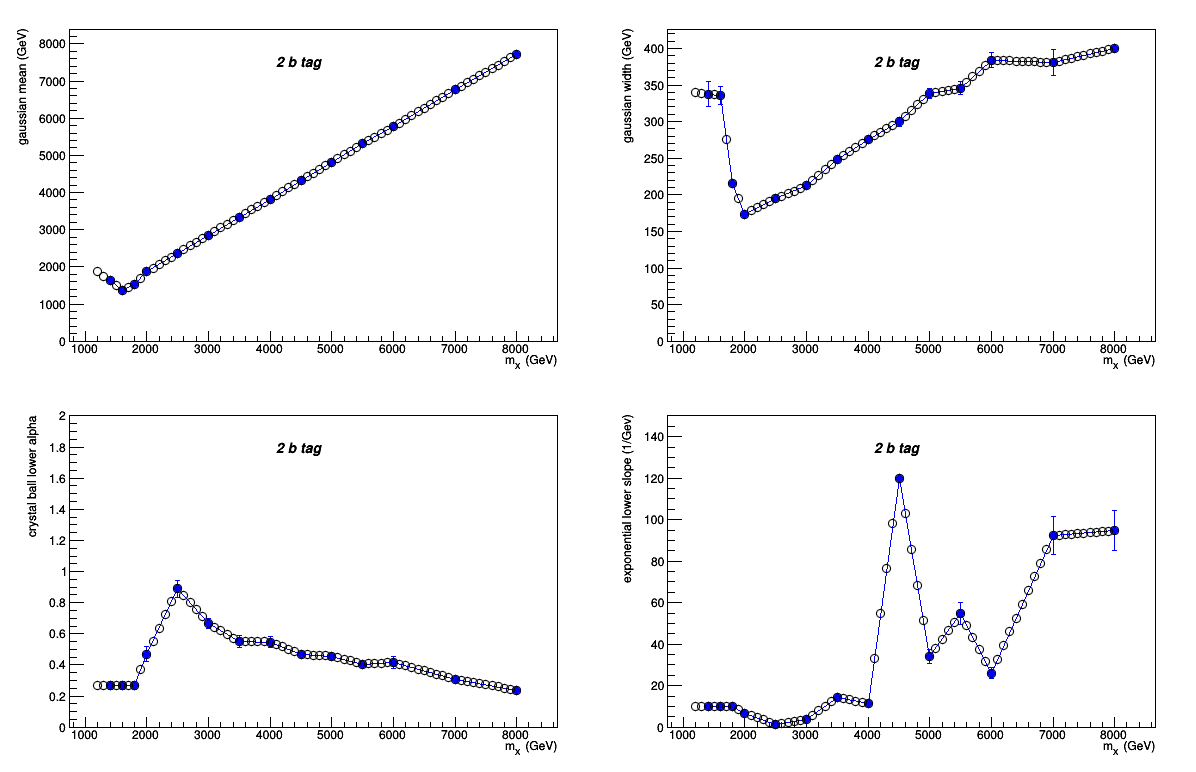 gaussian mean (GeV)
2 b tag
8000
7000
6000
5000
4000
3000
2000
1000
0
1000 2000 3000 4000 5000 6000 7000 8000
m_x (GeV)
gaussian width (GeV)
2 b tag
400
350
300
250
200
150
100
50
0
1000 2000 3000 4000 5000 6000 7000 8000
m_x (GeV)
crystal ball lower alpha
2 b tag
2
1.8
1.6
1.4
1.2
1
0.8
0.6
0.4
0.2
0
1000 2000 3000 4000 5000 6000 7000 8000
m_x (GeV)
exponential lower slope (1/Gev)
2 b tag
140
120
100
80
60
40
20
0
1000 2000 3000 4000 5000 6000 7000 8000
m_x (GeV)